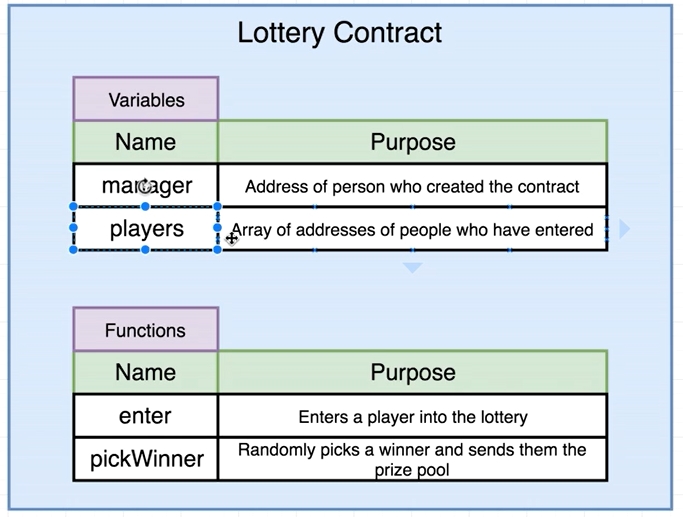 Lottery Contract
Variables
Name
Purpose
manager
Address of person who created the contract
players
Array of addresses of people who have entered
Functions
Name
Purpose
enter
Enters a player into the lottery
pickWinner
Randomly picks a winner and sends them the
prize pool